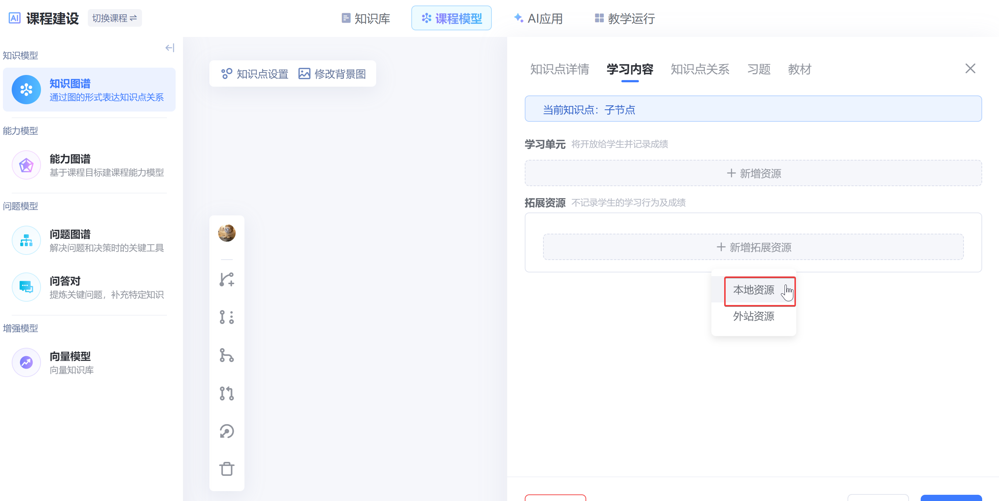 AI 课程建设 切换课程
知识库 课程模型 AI应用 教学运行
知识模型
知识图谱
通过图的形式表达知识点关系
能力模型
能力图谱
基于课程目标建课程能力模型
问题模型
问题图谱
解决问题和决策时的关键工具
问答对
提炼关键问题，补充特定知识
增强模型
向量模型
向量知识库
知识点设置 修改背景图
知识点详情 学习内容 知识点关系 习题 教材
当前知识点：子节点
学习单元 将开放给学生并记录成绩
新增资源
拓展资源 不记录学生的学习行为及成绩
新增拓展资源
本地资源
外站资源